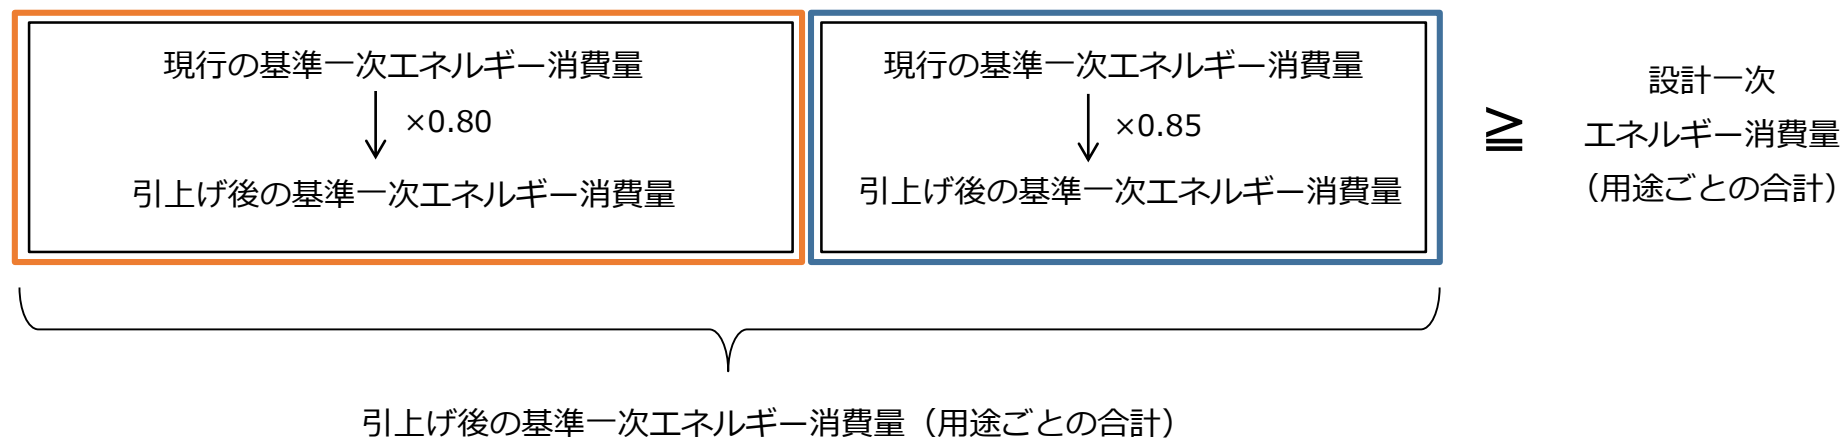 現行の基準一次エネルギー消費量
×0.80
引上げ後の基準一次エネルギー消費量
現行の基準一次エネルギー消費量
×0.85
引上げ後の基準一次エネルギー消費量
≧
設計一次
エネルギー消費量
（用途ごとの合計）
引上げ後の基準一次エネルギー消費量（用途ごとの合計）